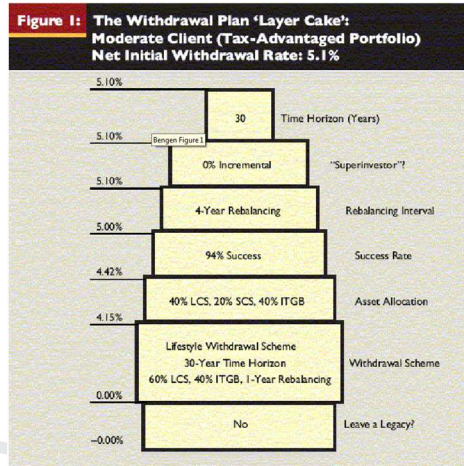 Figure 1: The Withdrawal Plan ‘Layer Cake’:
Moderate Client (Tax-Advantaged Portfolio)
Net Initial Withdrawal Rate: 5.1%
5.10%
30 Time Horizon (Years)
5.10%
Bengen Figure 1
0% Incremental “Superinvestor”?
5.10%
4-Year Rebalancing Rebalancing Interval
5.00%
94% Success Success Rate
4.42%
40% LCS, 20% SCS, 40% ITGB Asset Allocation
4.15%
Lifestyle Withdrawal Scheme
30-Year Time Horizon Withdrawal Scheme
60% LCS, 40% ITGB, 1-Year Rebalancing
0.00%
No Leave a Legacy?
–0.00%